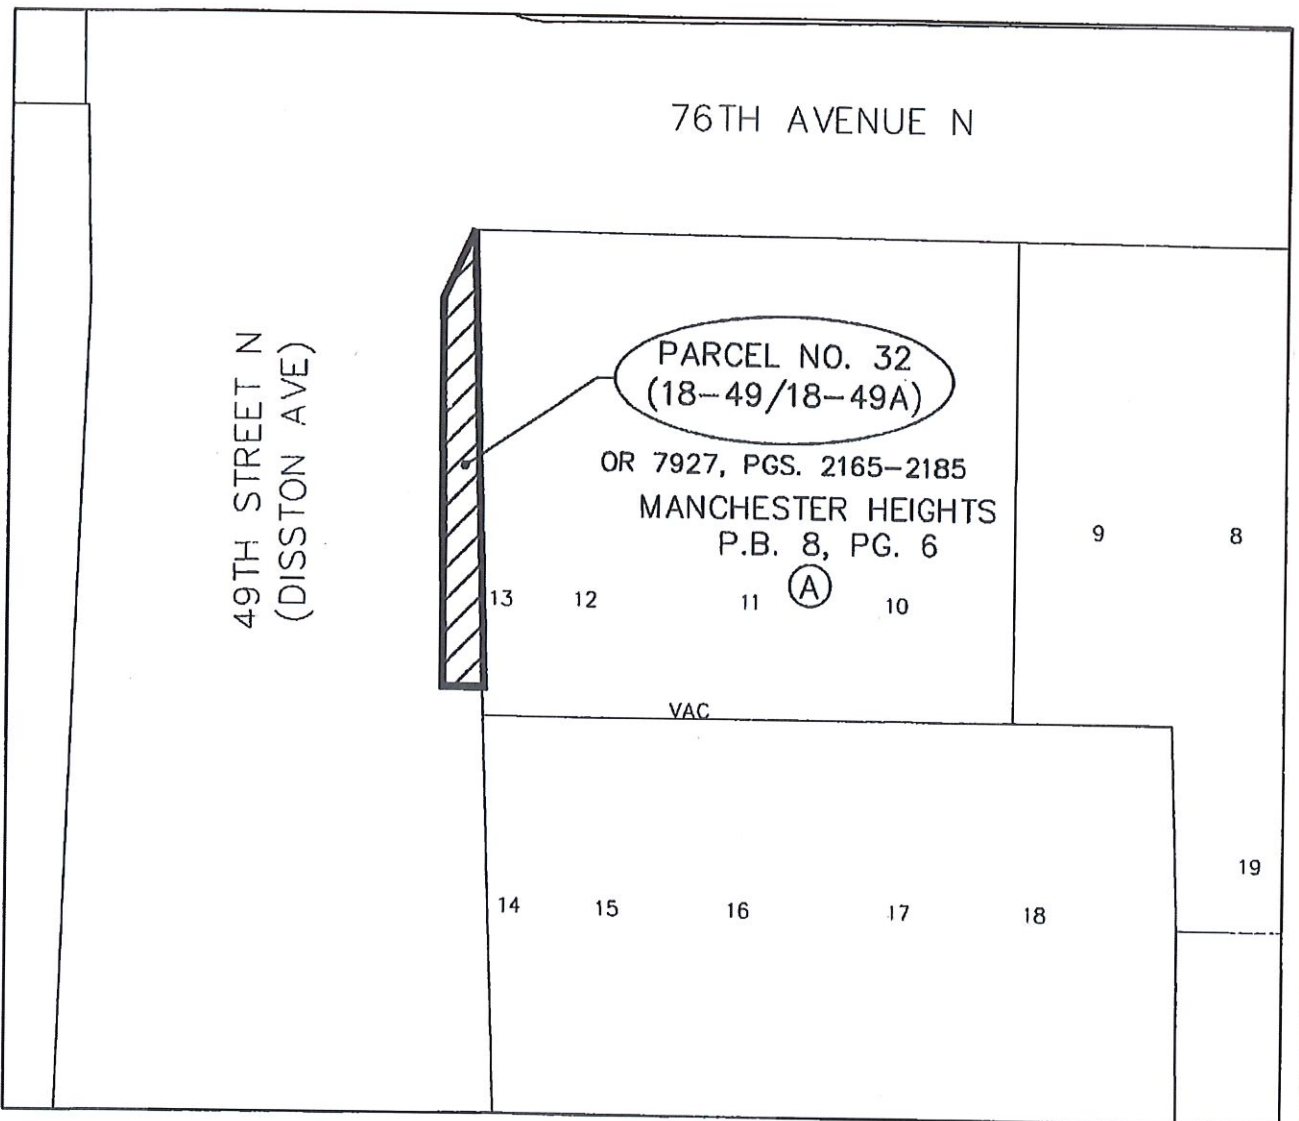 76TH AVENUE N
49TH STREET N
(DISSTON AVE)
PARCEL NO. 32
(18-49/18-49A)
OR 7927, PGS. 2165-2185
MANCHESTER HEIGHTS
P.B. 8, PG. 6
A
13 12 11 10
9 8
VAC
19
14 15 16 17 18